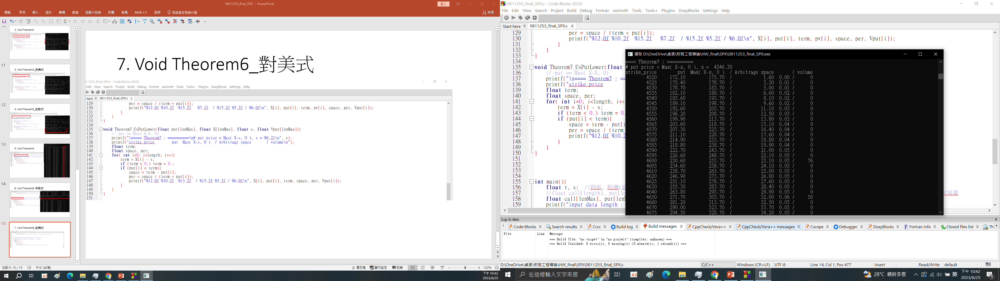 0811253_final_SPX - PowerPoint
登入
檔案 常用 插入 設計 轉場 動畫 投影片放映 校閱 檢視 AMA 2.1 說明 告訴我您想做什麼 共用
2. Void Theorem2
11
3. Void Theorem3_對美式
12
4. Void Theorem3_對歐式
13
5. Void Theorem4
14
6. Void Theorem6_對歐式
15
7. Void Theorem6_對美式
7. Void Theorem6_對美式
11253_final_SPX.c - Code::Blocks 20.03
Edit View Search Project Build Debug Fortran wxSmith Tools Tools+ Plugins DoxyBlocks Settings Help
here 0811253_final_SPX.c
129 per = space / (term + put[i]);
130 printf("%12.0f %10.2f  %15.2f   %7.2f  / %15.2f %5.2f / %6.0f\n", X[i], put[i], term, pv[i], space, per, Vput[i]);
131 }
132 }
133 }
134
135 void Theorem7_UsPutLower(float put[lenMax], float X[lenMax], float s, float Vput[lenMax]){
136 // put >= Max( X-S, 0)
137 printf("\n==== Theorem7 : ==========\n# put price < Max( X-s, 0 ), s = %8.2f\n", s);
138 printf("strike_price        put  Max( X-s, 0 )  / Arbitrage space       / volume\n");
139 float term;
140 float space, per;
141 for( int i=0; i<length; i++){
142 term = X[i] - s;
143 if (term < 0.) term = 0.;
144 if (put[i] < term){
145 space = term - put[i];
146 per = space / (term + put[i]);
147 printf("%12.0f %10.2f  %13.2f  / %15.2f %5.2f / %6.0f\n", X[i], put[i], term, space, per, Vput[i]);
148 }
149 }
150 }
151
投影片 15 / 15 中文 (台灣) 備忘稿 顯示設定 註解 122%
下午 10:42
2023/6/25
0811253_final_SPX.c - Code::Blocks 20.03
File Edit View Search Project Build Debug Fortran wxSmith Tools Tools+ Plugins DoxyBlocks Settings Help
Start here 0811253_final_SPX.c
129 per = space / (term + put[i]);
130 printf("%12.0f %10.2f  %15.2f   %7.2f  / %15.2f %5.2f / %6.0f\n", X[i], put[i], term, pv[i], space, per, Vput[i]);
131 }
132 }
133 }
134
135 void Theorem7_UsPutLower(float
136 // put >= Max( X-S, 0)
137 printf("\n==== Theorem7 : ==
138 printf("strike_price
139 float term;
140 float space, per;
141 for( int i=0; i<length; i++
142 term = X[i] - s;
143 if (term < 0.) term = 0.
144 if (put[i] < term){
145 space = term - put[i
146 per = space / (term
147 printf("%12.0f %10.2
148 }
149 }
150 }
151
152
153
154
155 int main(){
156 float r, s; //利率, 股價(
157 //float call[length], put[le 交易量
158 float call[lenMax], put[lenM
159 printf("input data length :
選取 D:\OneDrive\桌面\財務工程導論\HW_final\SPX\0811253_final_SPX.exe
==== Theorem7 : ==========
# put price < Max( X-s, 0 ), s =  4346.30
strike_price put Max( X-s, 0 ) / Arbitrage space / volume
4520 172.10 173.70 / 1.60 0.00 / 0
4525 175.40 178.70 / 3.30 0.01 / 0
4530 178.70 183.70 / 5.00 0.01 / 0
4535 182.10 188.70 / 6.60 0.02 / 0
4540 185.60 193.70 / 8.10 0.02 / 0
4545 189.10 198.70 / 9.60 0.02 / 0
4550 192.60 203.70 / 11.10 0.03 / 0
4555 196.20 208.70 / 12.50 0.03 / 0
4560 199.90 213.70 / 13.80 0.03 / 0
4565 203.60 218.70 / 15.10 0.04 / 0
4570 207.30 223.70 / 16.40 0.04 / 0
4575 211.10 228.70 / 17.60 0.04 / 0
4580 214.90 233.70 / 18.80 0.04 / 0
4585 218.80 238.70 / 19.90 0.04 / 0
4590 222.70 243.70 / 21.00 0.05 / 0
4595 226.60 248.70 / 22.10 0.05 / 0
4600 230.60 253.70 / 23.10 0.05 / 76
4605 234.60 258.70 / 24.10 0.05 / 0
4610 238.70 263.70 / 25.00 0.05 / 0
4620 246.90 273.70 / 26.80 0.05 / 0
4625 251.10 278.70 / 27.60 0.05 / 0
4630 255.30 283.70 / 28.40 0.05 / 0
4640 263.80 293.70 / 29.90 0.05 / 0
4650 271.70 303.70 / 32.00 0.06 / 50
4660 281.20 313.70 / 32.50 0.05 / 0
4670 290.00 323.70 / 33.70 0.05 / 0
4675 294.50 328.70 / 34.20 0.05 / 0
Logs & others
Code::Blocks Search results Cccc Build log Build messages CppCheck/Vera++ CppCheck/Vera++ messages Cscope Debugger DoxyBlocks Fortran info Closed files list Th
File Line Message
=== Build file: "no target" in "no project" (compiler: unknown) ===
=== Build finished: 0 error(s), 0 warning(s) (0 minute(s), 1 second(s)) ===
D:\OneDrive\桌面\財務工程導論\HW_final\SPX\0811253_final_SPX.c C/C++ Windows (CR+LF) UTF-8 Line 14, Col 1, Pos 477 Insert Read/Write default
在這裡輸入文字來搜 28°C 晴時多雲 英 下午 10:42
2023/6/25